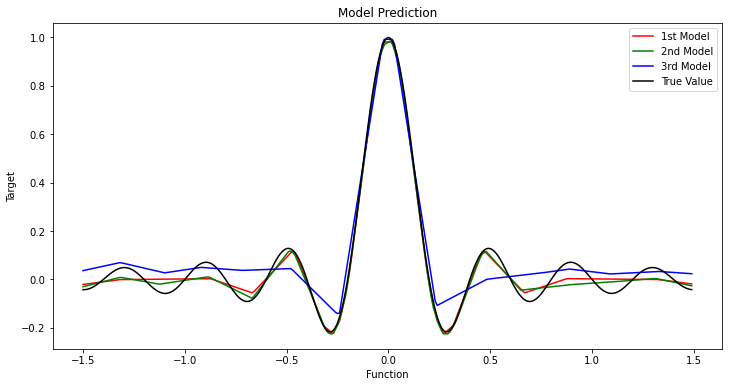 Model Prediction
1st Model
2nd Model
3rd Model
True Value
Target
1.0
0.8
0.6
0.4
0.2
0.0
−0.2
−1.5
−1.0
−0.5
0.0
0.5
1.0
1.5
Function